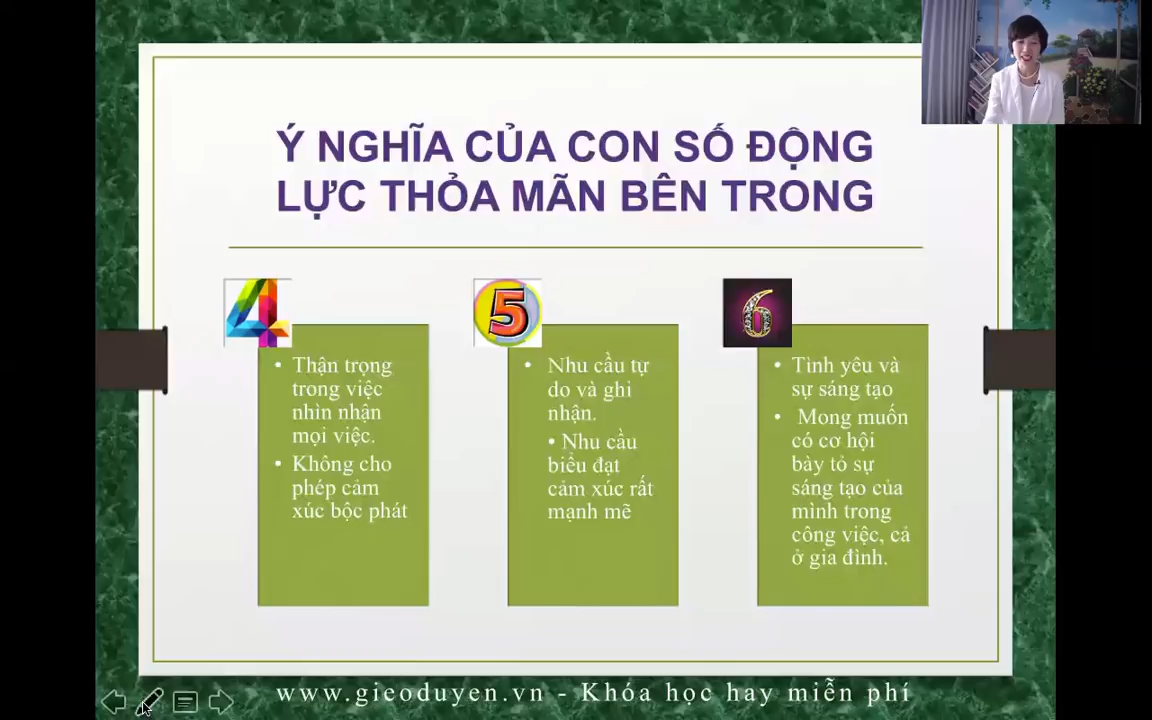 Ý NGHĨA CỦA CON SỐ ĐỘNG
LỰC THỎA MÃN BÊN TRONG
4
• Thận trọng
trong việc
nhìn nhận
mọi việc.
• Không cho
phép cảm
xúc bộc phát
5
• Nhu cầu tự
do và ghi
nhận.
• Nhu cầu
biểu đạt
cảm xúc rất
mạnh mẽ
6
• Tình yêu và
sự sáng tạo
• Mong muốn
có cơ hội
bày tỏ sự
sáng tạo của
mình trong
công việc, cả
ở gia đình.
www.gieoduyen.vn - Khóa học hay miễn phí